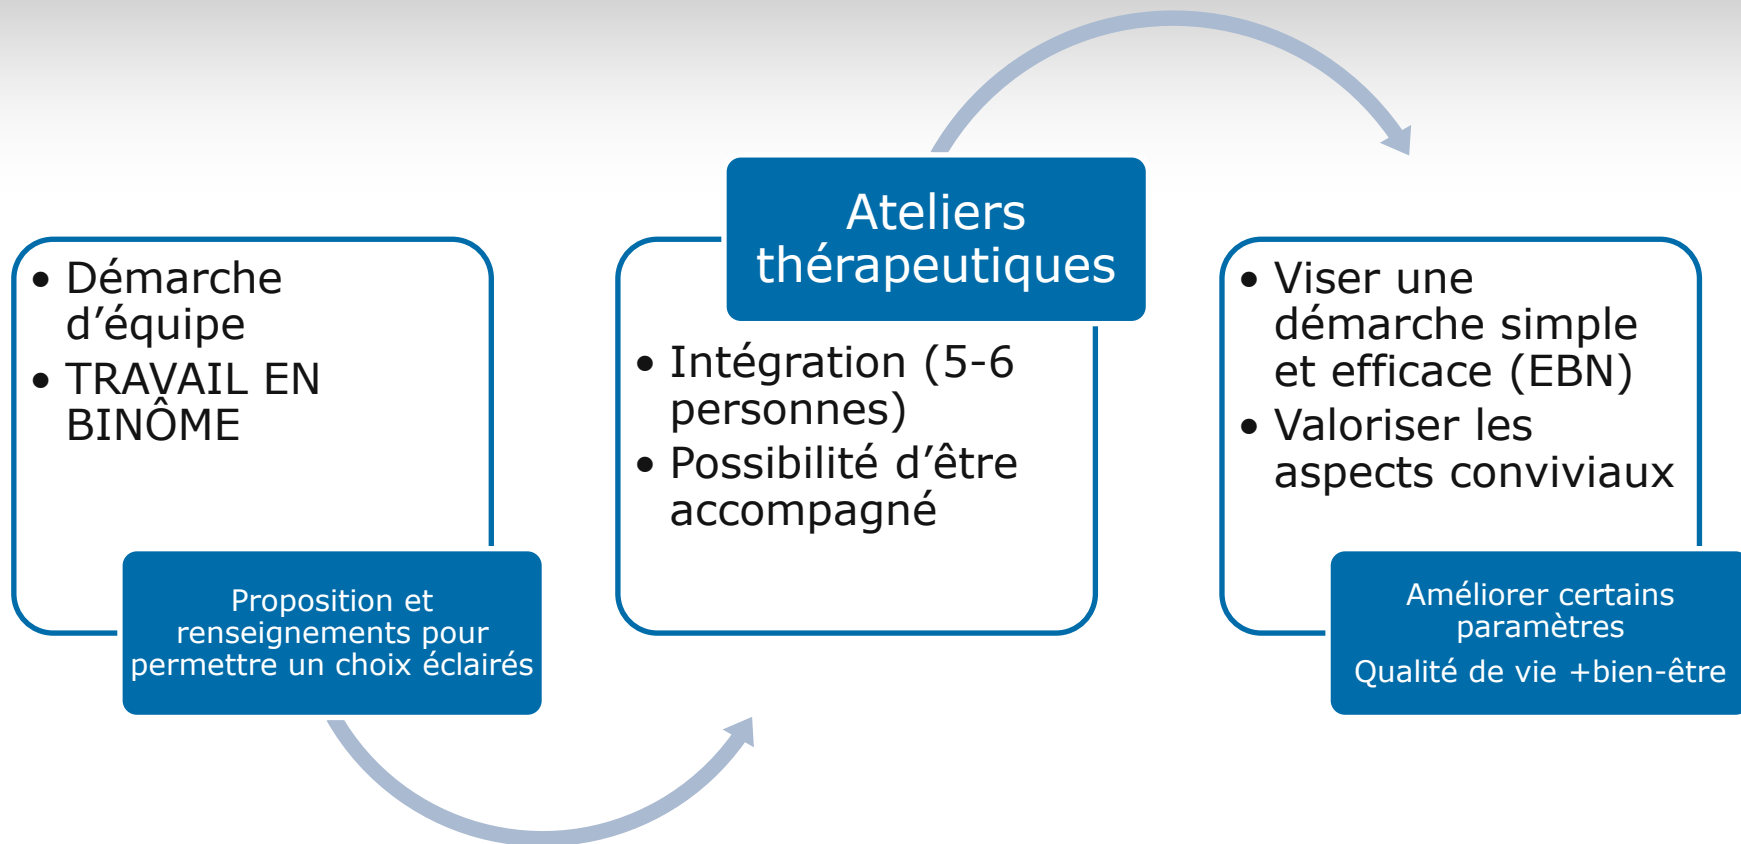 • Démarche
d’équipe
• TRAVAIL EN
BINÔME
Proposition et
renseignements pour
permettre un choix éclairés
Ateliers
thérapeutiques
• Intégration (5-6
personnes)
• Possibilité d’être
accompagné
• Viser une
démarche simple
et efficace (EBN)
• Valoriser les
aspects conviviaux
Améliorer certains
paramètres
Qualité de vie +bien-être